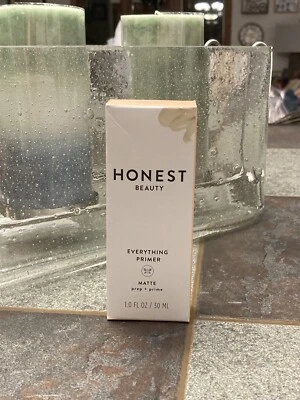 HONEST
BEAUTY
EVERYTHING
PRIMER
MATTE
prep + prime
1.0 FL OZ / 30 ML